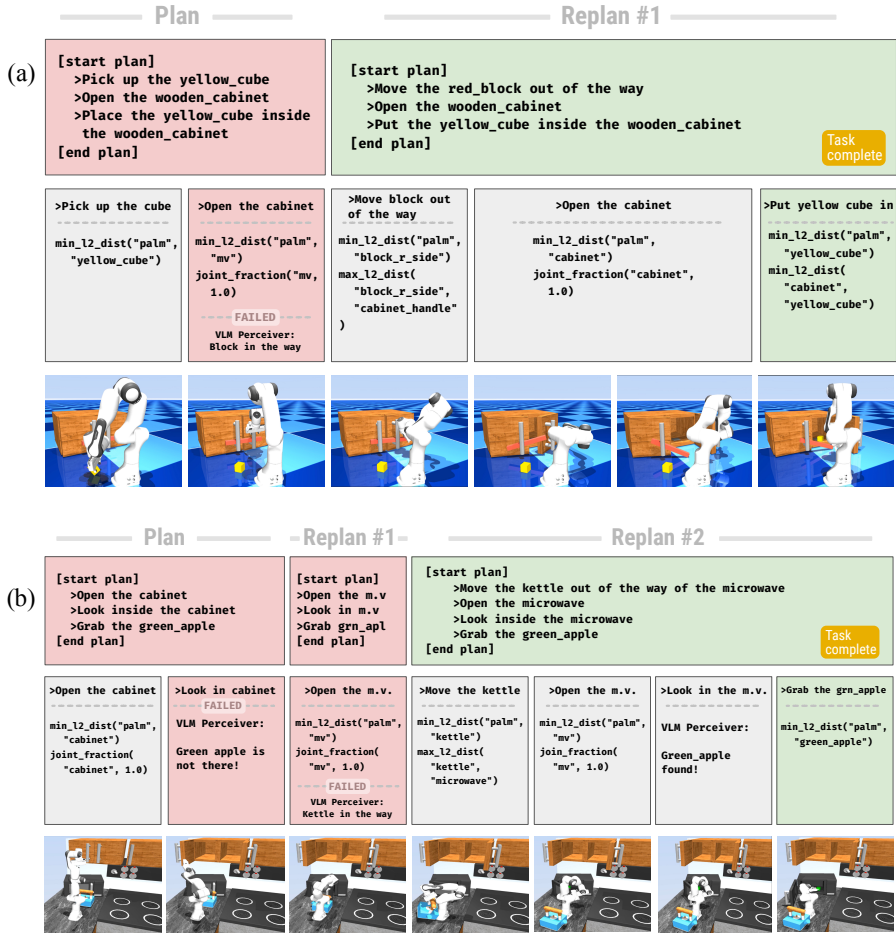 Plan
Replan #1
(a)
[start plan]
>Pick up the yellow_cube
>Open the wooden_cabinet
>Place the yellow_cube inside
the wooden_cabinet
[end plan]
[start plan]
>Move the red_block out of the way
>Open the wooden_cabinet
>Put the yellow_cube inside the wooden_cabinet
[end plan]
Task
complete
>Pick up the cube
min_l2_dist("palm",
"yellow_cube")
>Open the cabinet
min_l2_dist("palm",
"mv")
joint_fraction("mv,
1.0)
FAILED
VLM Perceiver:
Block in the way
>Move block out
of the way
min_l2_dist("palm",
"block_r_side")
max_l2_dist(
"block_r_side",
"cabinet_handle"
)
>Open the cabinet
min_l2_dist("palm",
"cabinet")
joint_fraction("cabinet",
1.0)
>Put yellow cube in
min_l2_dist("palm",
"yellow_cube")
min_l2_dist(
"cabinet",
"yellow_cube")
Plan
Replan #1
Replan #2
(b)
[start plan]
>Open the cabinet
>Look inside the cabinet
>Grab the green_apple
[end plan]
[start plan]
>Open the m.v
>Look in m.v
>Grab grn_apl
[end plan]
[start plan]
>Move the kettle out of the way of the microwave
>Open the microwave
>Look inside the microwave
>Grab the green_apple
[end plan]
Task
complete
>Open the cabinet
min_l2_dist("palm",
"cabinet")
joint_fraction(
"cabinet", 1.0)
>Look in cabinet
FAILED
VLM Perceiver:
Green apple is
not there!
>Open the m.v.
min_l2_dist("palm",
"mv")
joint_fraction(
"mv", 1.0)
FAILED
VLM Perceiver:
Kettle in the way
>Move the kettle
min_l2_dist("palm",
"kettle")
max_l2_dist(
"kettle",
"microwave")
>Open the m.v.
min_l2_dist("palm",
"mv")
join_fraction(
"mv", 1.0)
>Look in the m.v.
VLM Perceiver:
Green_apple
found!
>Grab the grn_apple
min_l2_dist("palm",
"green_apple")